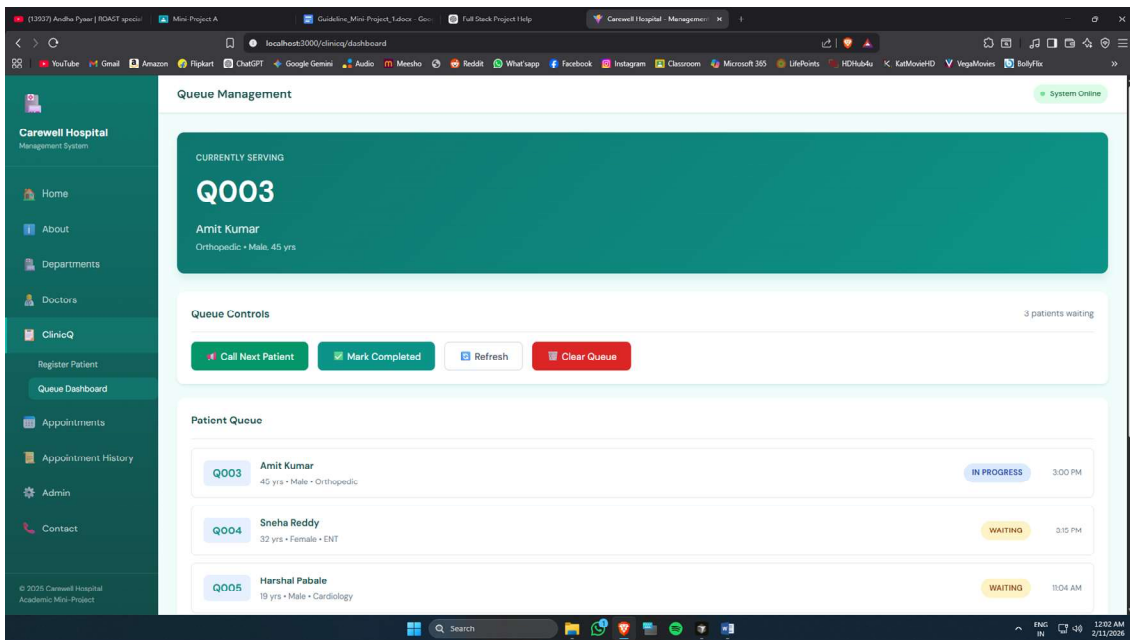 (13937) Andha Pyaar | ROAST special
Mini-Project A
Guideline_Mini-Project_1.docx - Goo
Full Stack Project Help
Carewell Hospital - Management
localhost:3000/clinicq/dashboard
YouTube Gmail Amazon Flipkart ChatGPT Google Gemini Audio Meesho Reddit What'sapp Facebook Instagram Classroom Microsoft 365 LifePoints HDHub4u KatMovieHD VegaMovies BollyFlix
Carewell Hospital
Management System
Home
About
Departments
Doctors
ClinicQ
Register Patient
Queue Dashboard
Appointments
Appointment History
Admin
Contact
© 2025 Carewell Hospital
Academic Mini-Project
Queue Management
System Online
CURRENTLY SERVING
Q003
Amit Kumar
Orthopedic • Male, 45 yrs
Queue Controls
3 patients waiting
Call Next Patient Mark Completed Refresh Clear Queue
Patient Queue
Q003 Amit Kumar IN PROGRESS 3:00 PM
45 yrs • Male • Orthopedic
Q004 Sneha Reddy WAITING 3:15 PM
32 yrs • Female • ENT
Q005 Harshal Pabale WAITING 11:04 AM
19 yrs • Male • Cardiology
Search
ENG
IN
12:02 AM
2/11/2026